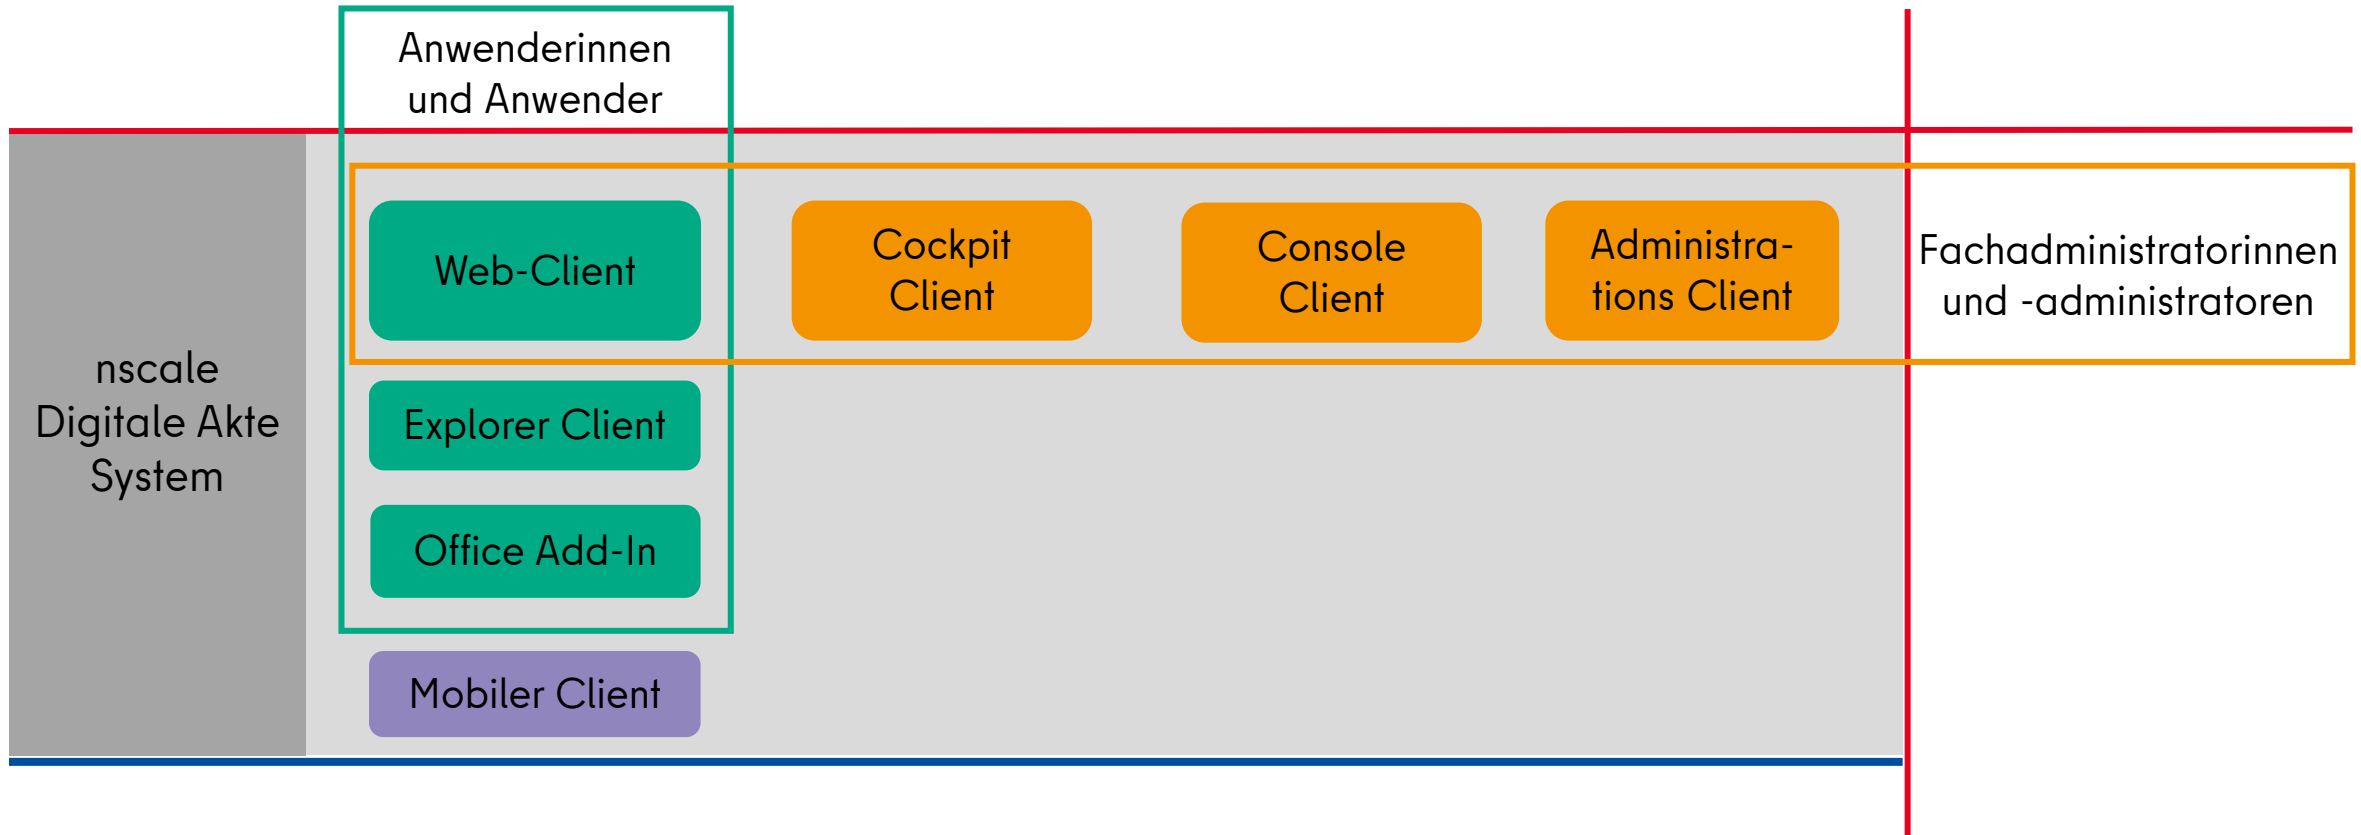 Anwenderinnen
und Anwender
nscale
Digitale Akte
System
Web-Client
Cockpit
Client
Console
Client
Administra-
tions Client
Fachadministratorinnen
und -administratoren
Explorer Client
Office Add-In
Mobiler Client